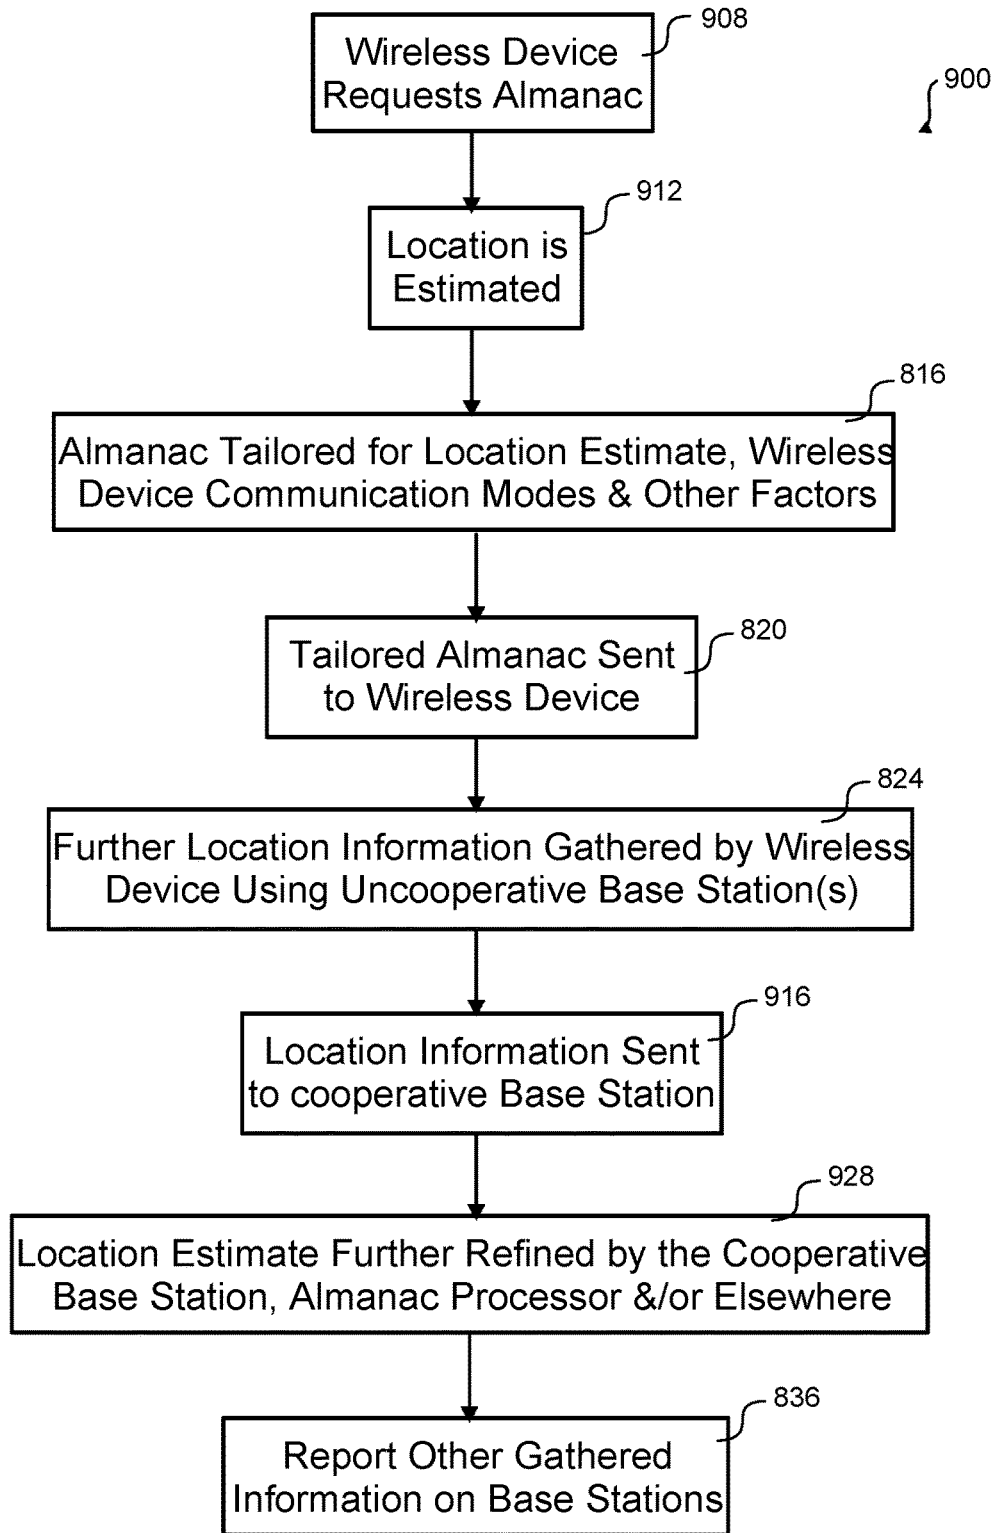 908
Wireless Device
Requests Almanac
900
912
Location is
Estimated
816
Almanac Tailored for Location Estimate, Wireless
Device Communication Modes & Other Factors
820
Tailored Almanac Sent
to Wireless Device
824
Further Location Information Gathered by Wireless
Device Using Uncooperative Base Station(s)
916
Location Information Sent
to cooperative Base Station
928
Location Estimate Further Refined by the Cooperative
Base Station, Almanac Processor &/or Elsewhere
836
Report Other Gathered
Information on Base Stations